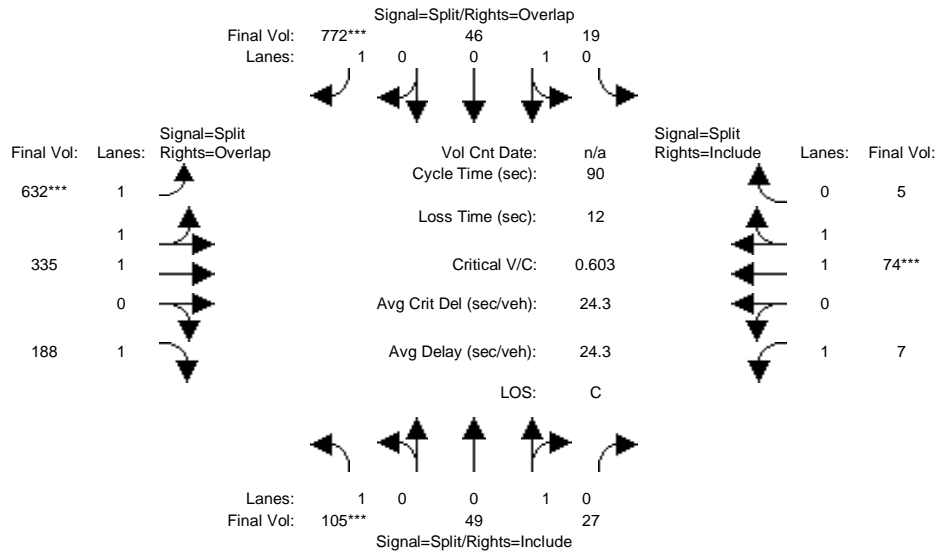 Signal=Split/Rights=Overlap
Final Vol: 772*** 46 19
Lanes: 1 0 0 1 0
Signal=Split Signal=Split
Final Vol: Lanes: Rights=Overlap Vol Cnt Date: n/a Rights=Include Lanes: Final Vol:
Cycle Time (sec): 90
632*** 1 0 5
Loss Time (sec): 12
1 1
335 1 Critical V/C: 0.603 1 74***
0 Avg Crit Del (sec/veh): 24.3 0
188 1 Avg Delay (sec/veh): 24.3 1 7
LOS: C
Lanes: 1 0 0 1 0
Final Vol: 105*** 49 27
Signal=Split/Rights=Include